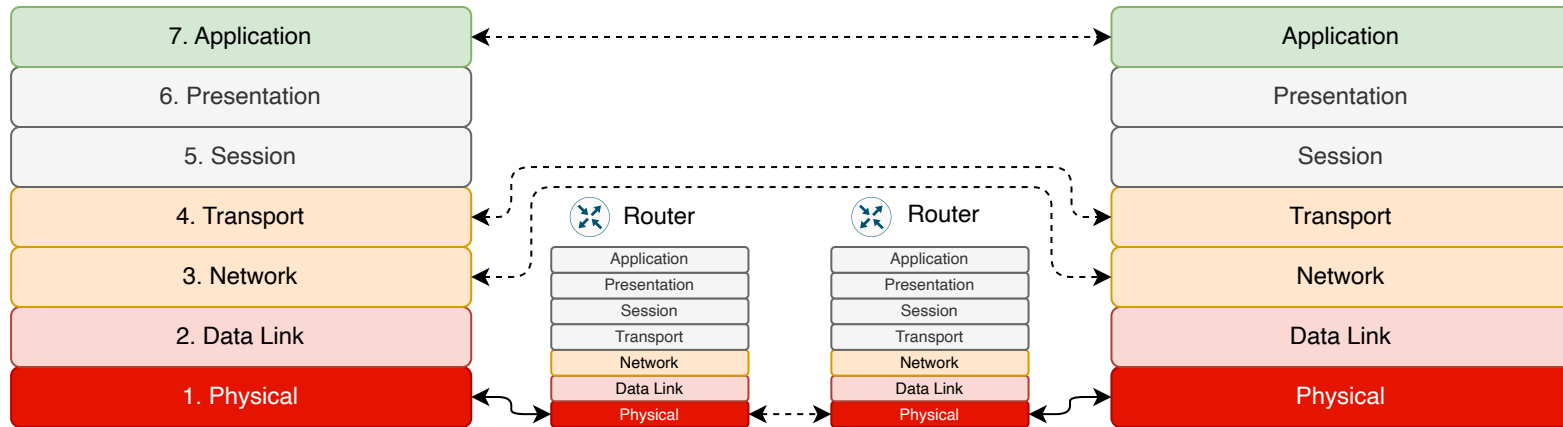 7. Application
6. Presentation
5. Session
4. Transport
3. Network
2. Data Link
1. Physical
Router
Application
Presentation
Session
Transport
Network
Data Link
Physical
Router
Application
Presentation
Session
Transport
Network
Data Link
Physical
Application
Presentation
Session
Transport
Network
Data Link
Physical